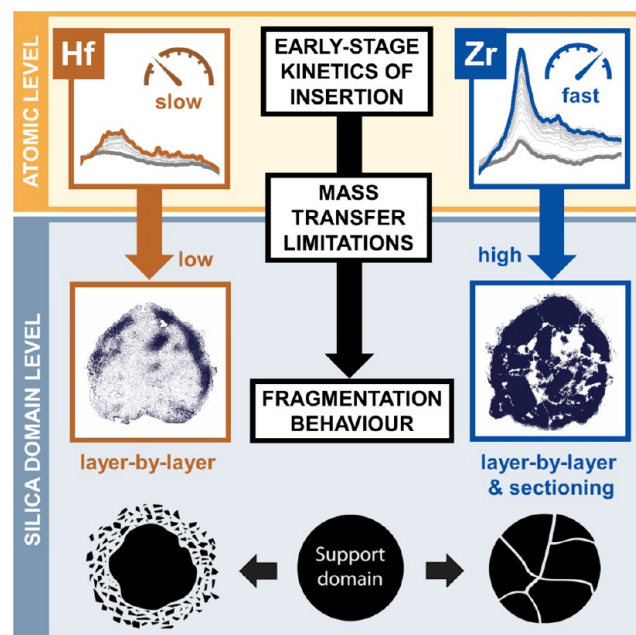 ATOMIC LEVEL
Hf
slow
EARLY-STAGE
KINETICS OF
INSERTION
Zr
fast
MASS
TRANSFER
LIMITATIONS
SILICA DOMAIN LEVEL
low
high
FRAGMENTATION
BEHAVIOUR
layer-by-layer
layer-by-layer
& sectioning
Support
domain